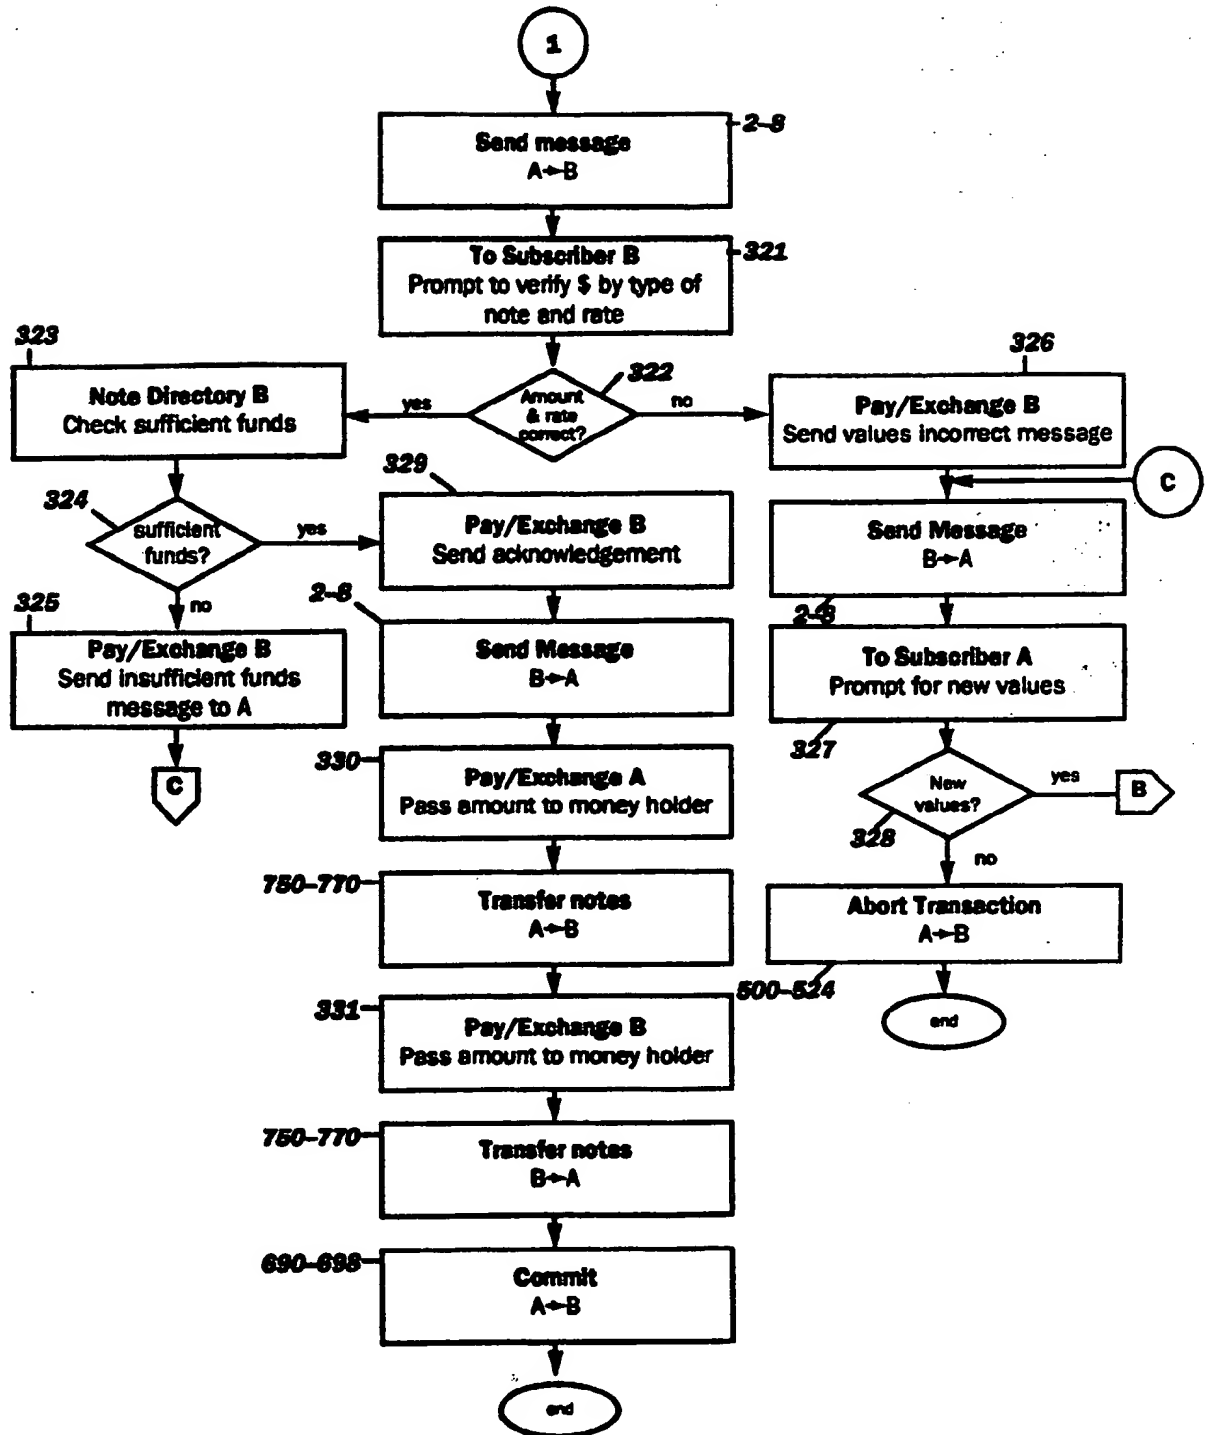 1
Send message
A→B
2-8
To Subscriber B
Prompt to verify $ by type of
note and rate
321
323
Note Directory B
Check sufficient funds
yes
Amount
& rate
correct?
322
no
326
Pay/Exchange B
Send values incorrect message
C
324
sufficient
funds?
yes
no
329
Pay/Exchange B
Send acknowledgement
Send Message
B→A
2-8
325
Pay/Exchange B
Send insufficient funds
message to A
C
2-8
Send Message
B→A
To Subscriber A
Prompt for new values
327
330
Pay/Exchange A
Pass amount to money holder
New
values?
328
yes
B
no
750-770
Transfer notes
A→B
Abort Transaction
A→B
500-524
end
331
Pay/Exchange B
Pass amount to money holder
750-770
Transfer notes
B→A
690-698
Commit
A→B
end